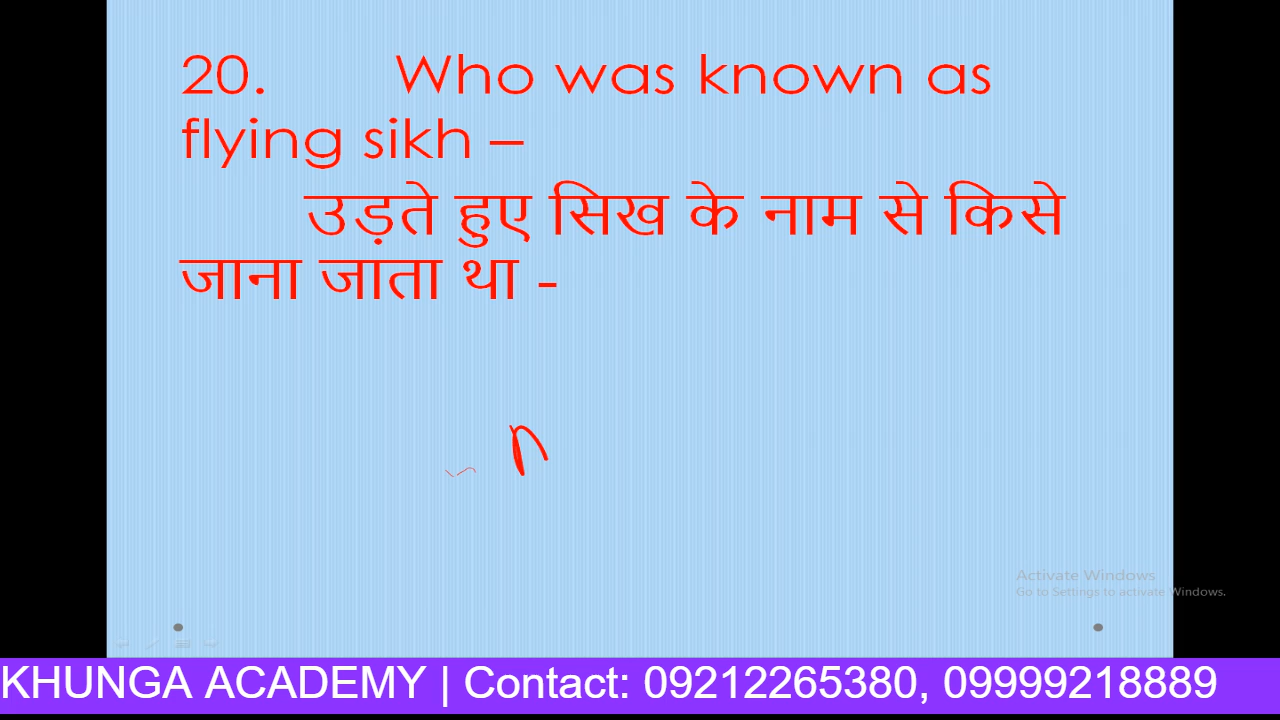 20. Who was known as
flying sikh –
उड़ते हुए सिख के नाम से किसे
जाना जाता था -
Activate Windows
Go to Settings to activate Windows.
KHUNGA ACADEMY | Contact: 09212265380, 09999218889